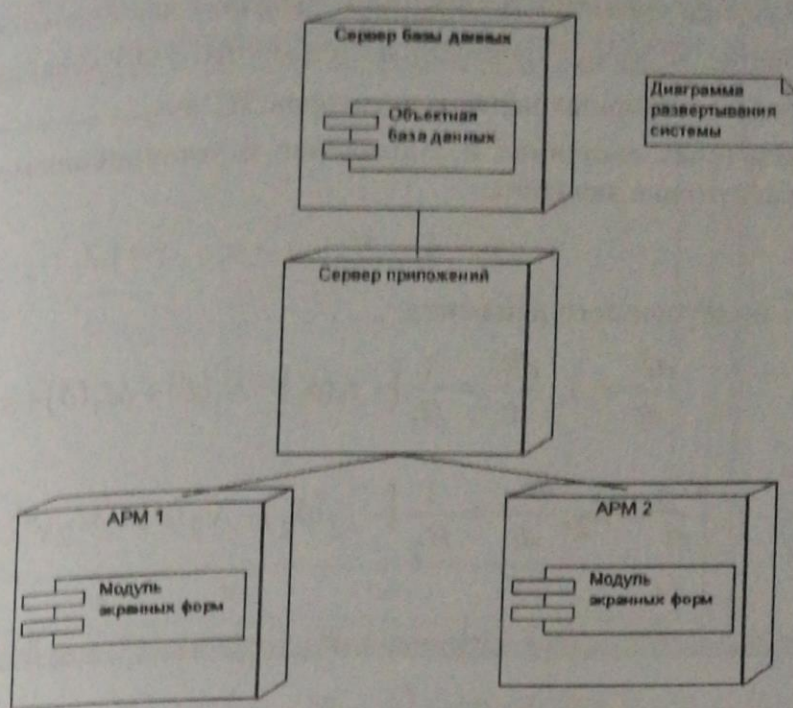 Сервер базы данных
Объектная
база данных
Диаграмма
развертывания
системы
Сервер приложений
АРМ 1
Модуль
экранных форм
АРМ 2
Модуль
экранных форм